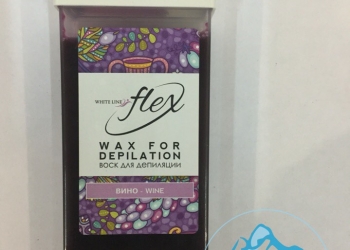 WHITE LINE flex
WAX FOR
DEPILATION
ВОСК ДЛЯ ДЕПИЛЯЦИИ
ВИНО - WINE